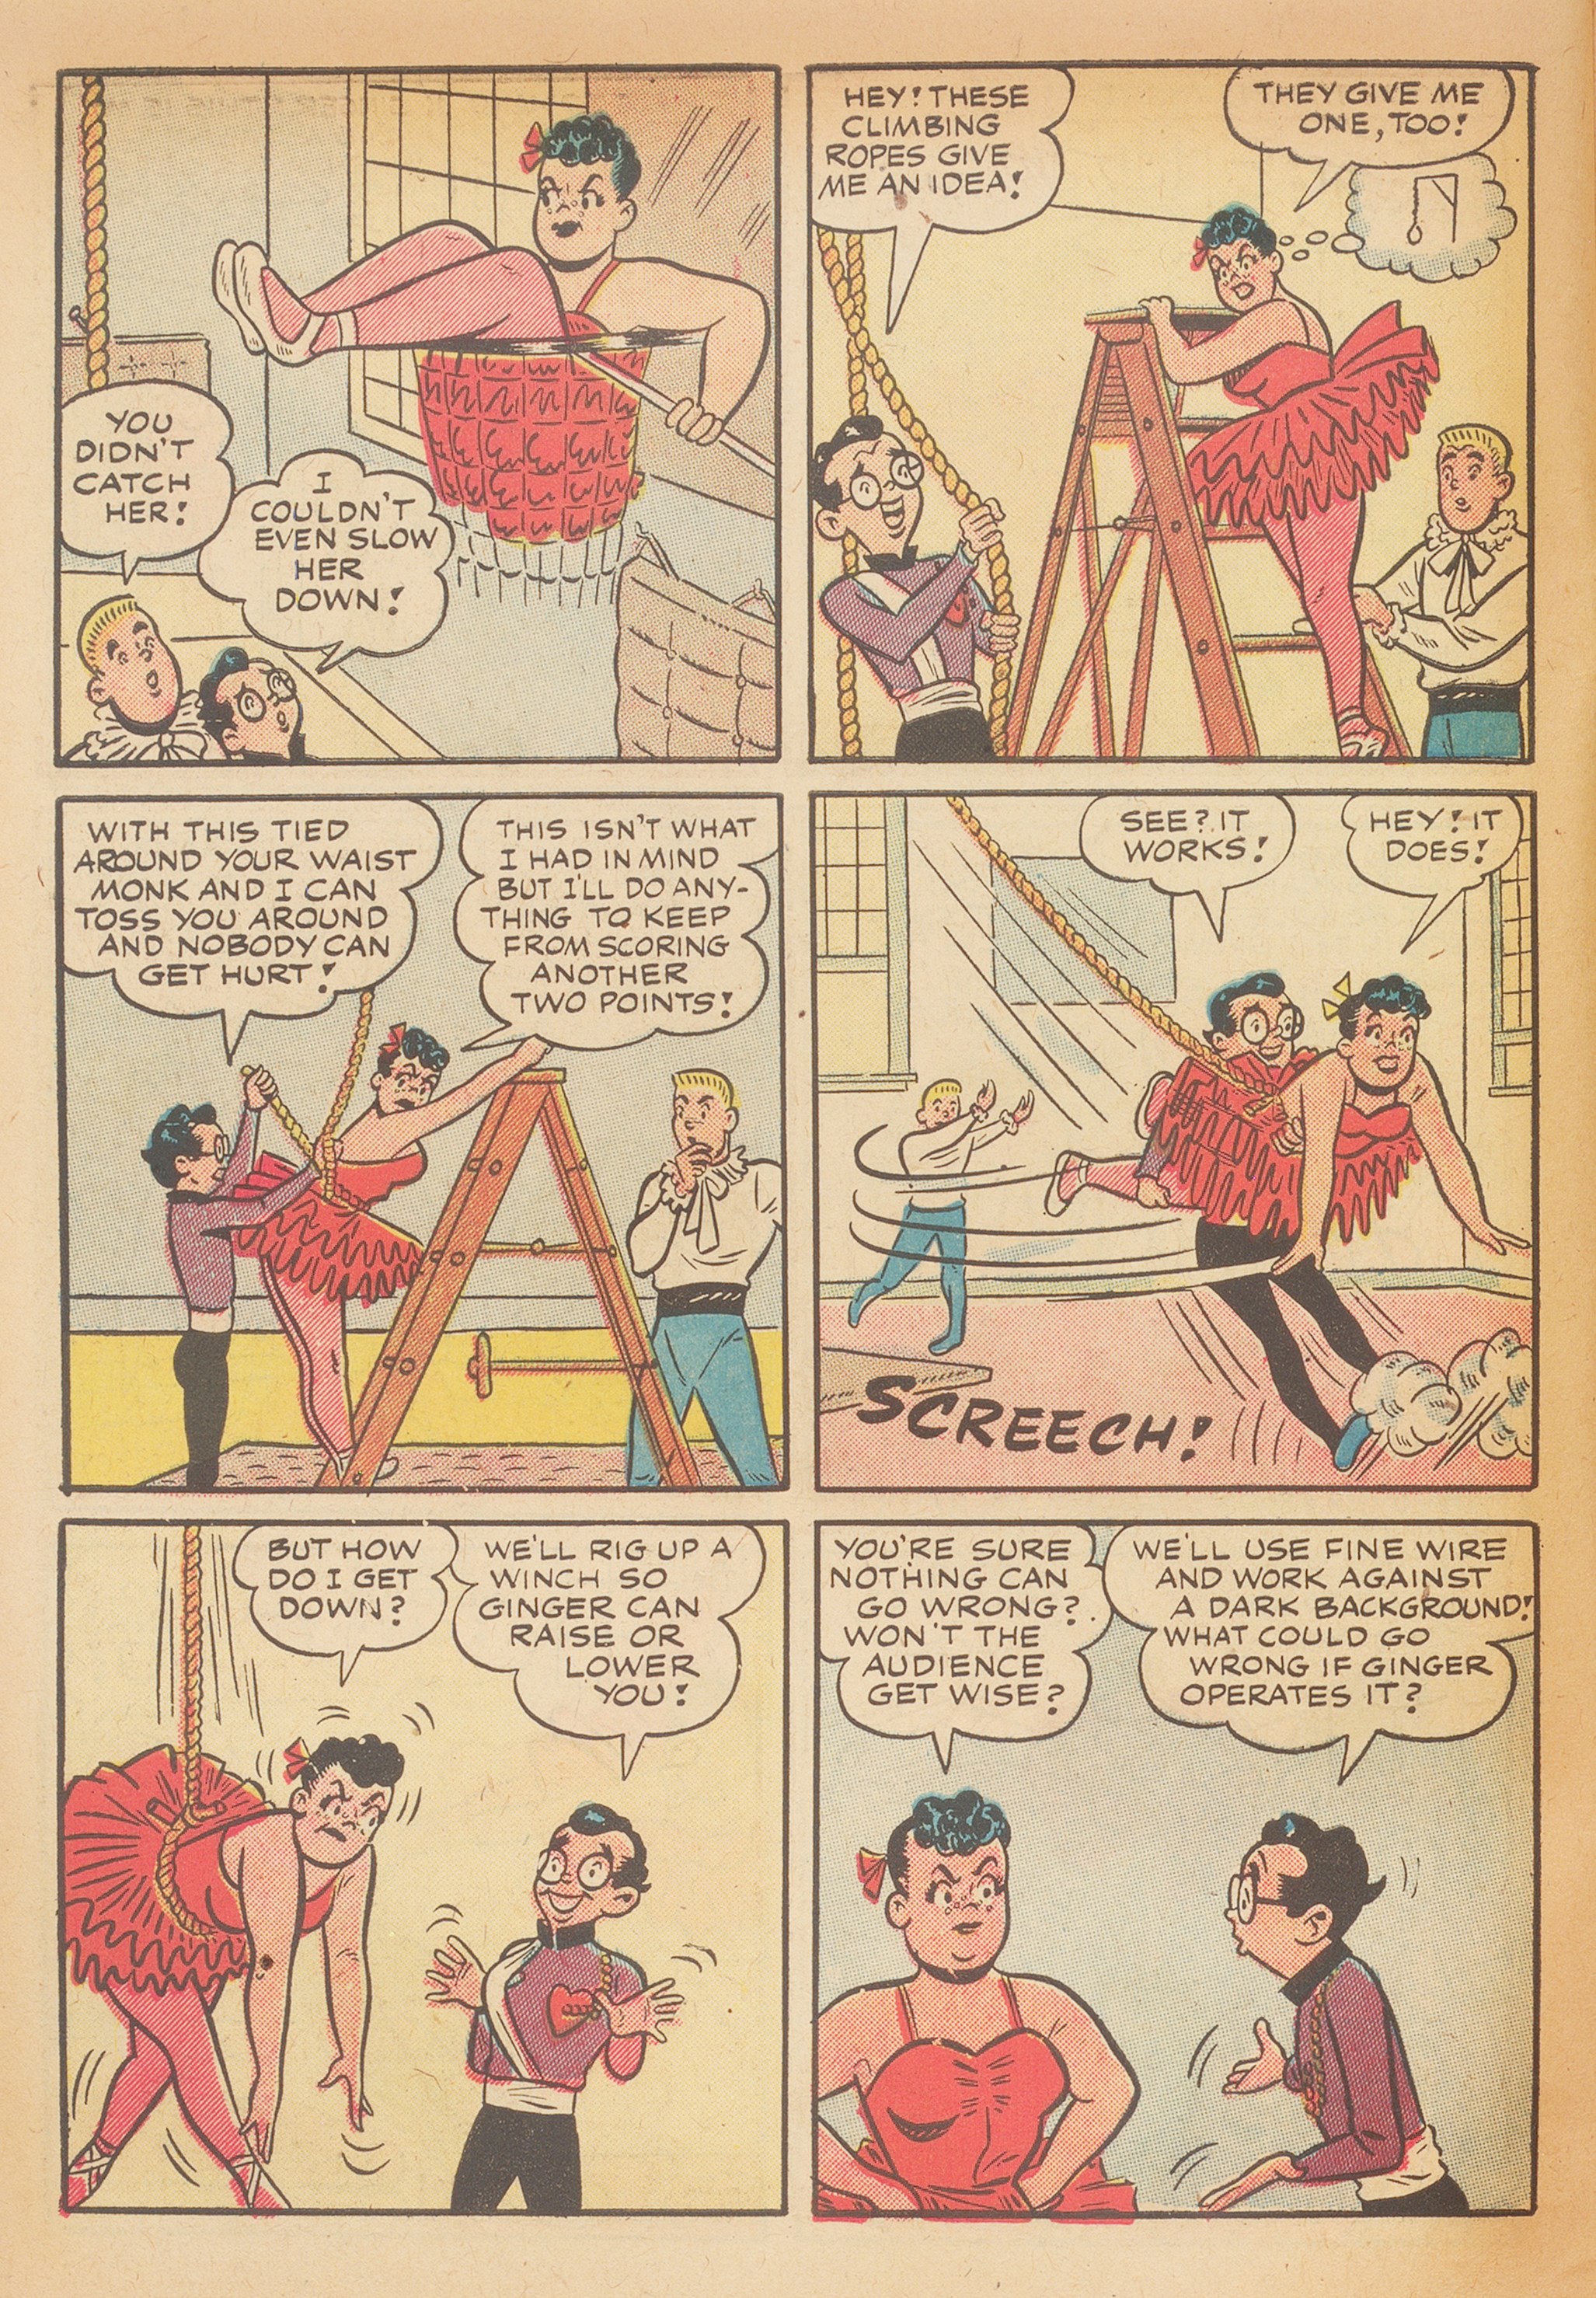 YOU
DIDN'T
CATCH
HER!
I
COULDN'T
EVEN SLOW
HER
DOWN!
HEY! THESE
CLIMBING
ROPES GIVE
ME AN IDEA!
THEY GIVE ME
ONE, TOO!
WITH THIS TIED
AROUND YOUR WAIST
MONK AND I CAN
TOSS YOU AROUND
AND NOBODY CAN
GET HURT!
THIS ISN'T WHAT
I HAD IN MIND
BUT I'LL DO ANY-
THING TO KEEP
FROM SCORING
ANOTHER
TWO POINTS!
SEE? IT
WORKS!
HEY! IT
DOES!
SCREECH!
BUT HOW
DO I GET
DOWN?
WE'LL RIG UP A
WINCH SO
GINGER CAN
RAISE OR
LOWER
YOU!
YOU'RE SURE
NOTHING CAN
GO WRONG?
WON'T THE
AUDIENCE
GET WISE?
WE'LL USE FINE WIRE
AND WORK AGAINST
A DARK BACKGROUND!
WHAT COULD GO
WRONG IF GINGER
OPERATES IT?